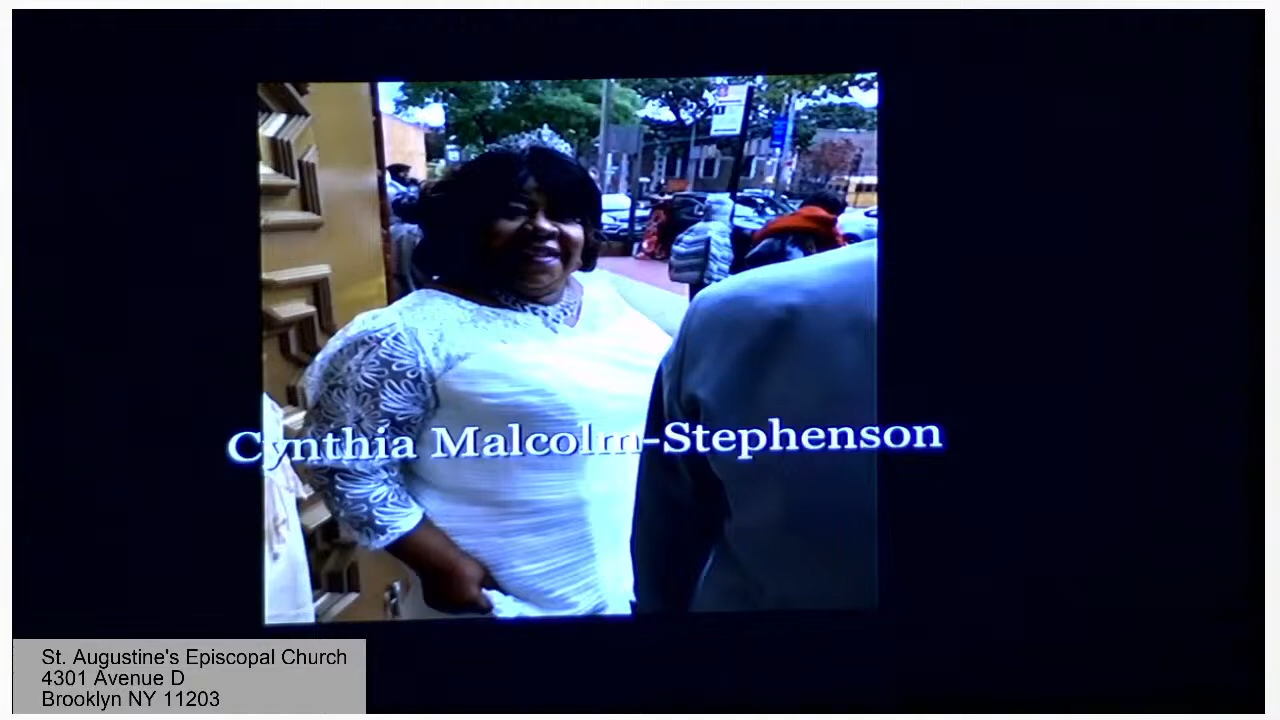 Cynthia Malcolm-Stephenson
St. Augustine's Episcopal Church
4301 Avenue D
Brooklyn NY 11203